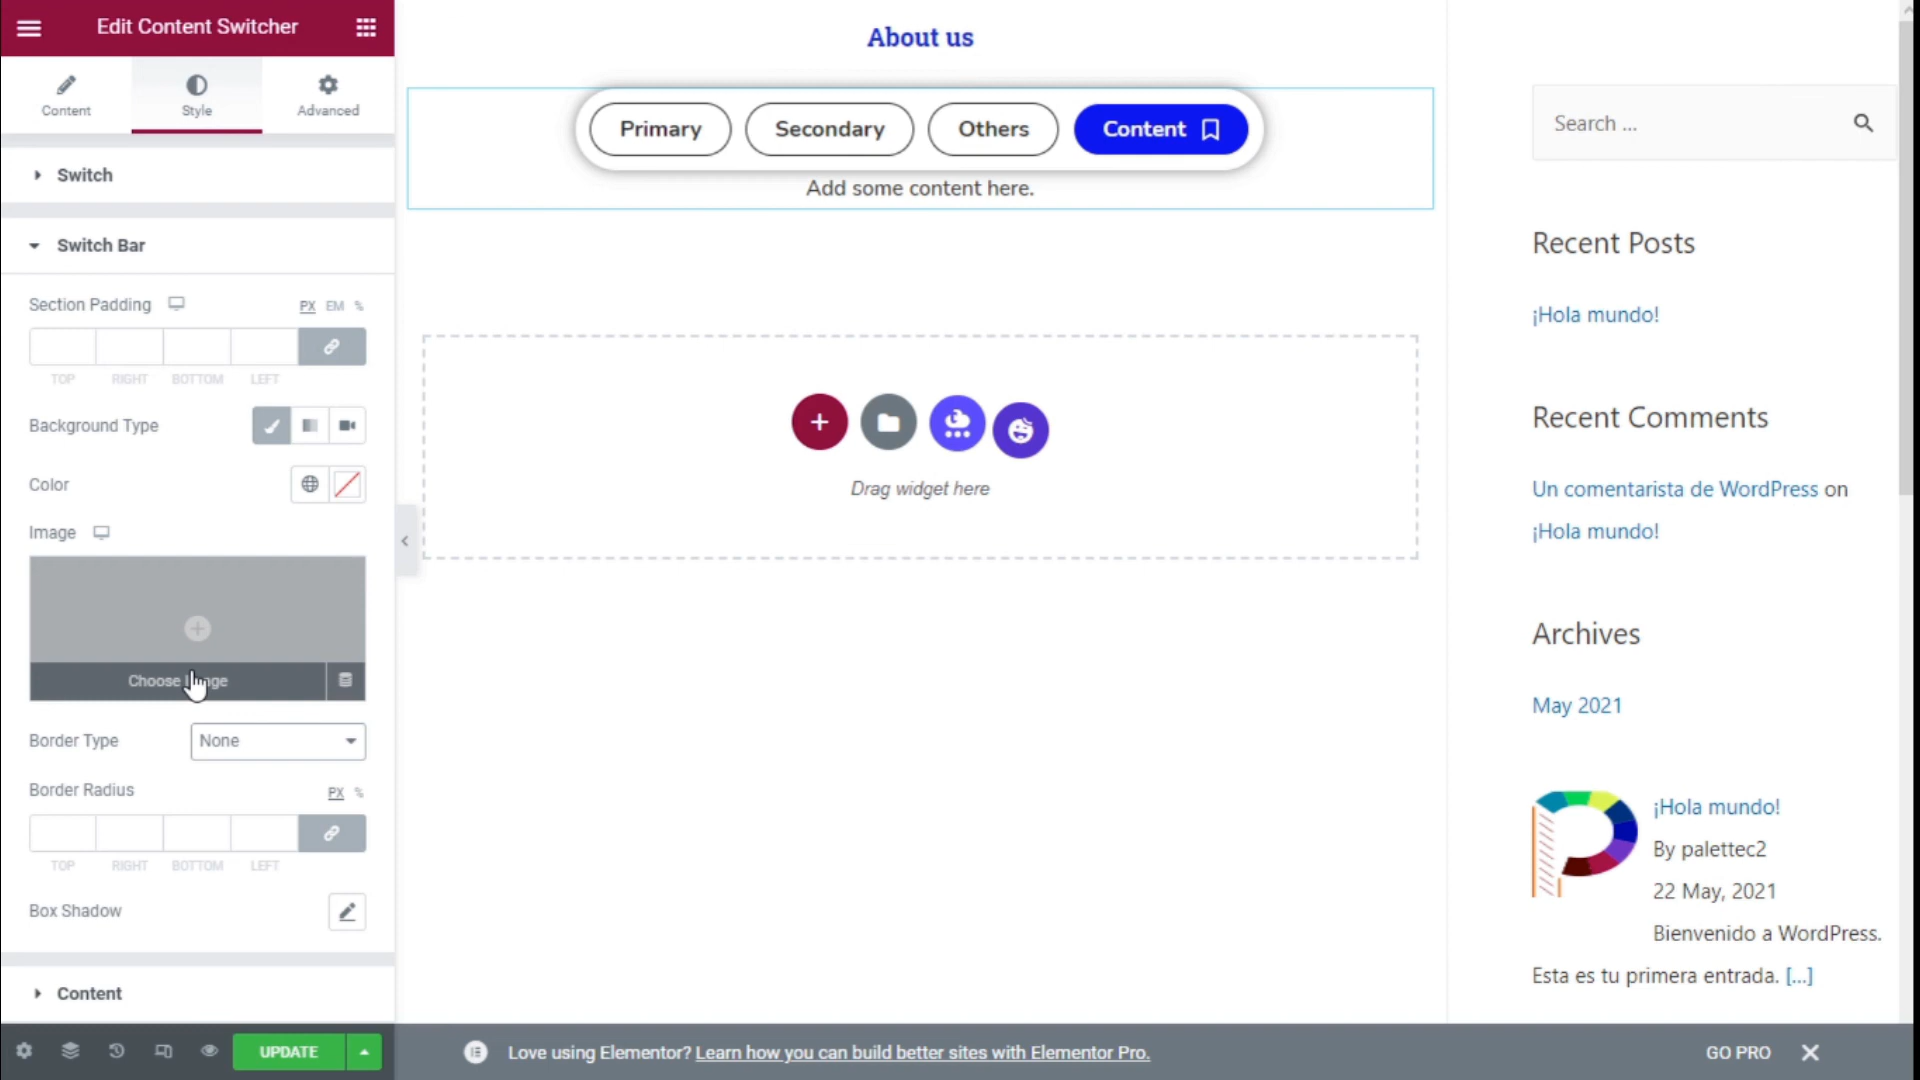 Edit Content Switcher
Content
Style
Advanced
Switch
Switch Bar
Section Padding
PX EM %
TOP RIGHT BOTTOM LEFT
Background Type
Color
Image
Choose
Border Type
None
Border Radius
PX %
TOP RIGHT BOTTOM LEFT
Box Shadow
Content
UPDATE
About us
Primary
Secondary
Others
Content
Add some content here.
Drag widget here
Search ...
Recent Posts
¡Hola mundo!
Recent Comments
Un comentarista de WordPress on
¡Hola mundo!
Archives
May 2021
¡Hola mundo!
By palettec2
22 May, 2021
Bienvenido a WordPress.
Esta es tu primera entrada. [...]
Love using Elementor? Learn how you can build better sites with Elementor Pro.
GO PRO